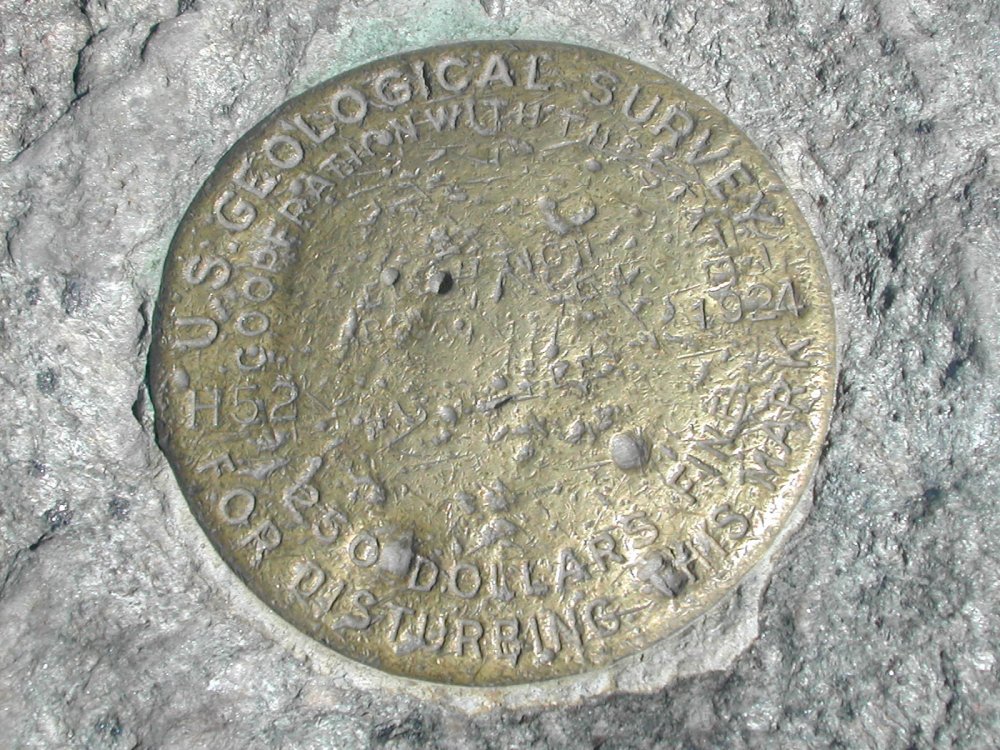 U.S. GEOLOGICAL SURVEY
COOPERATION WITH THE STATE
1924
H52
250 DOLLARS FINE
FOR DISTURBING THIS MARK